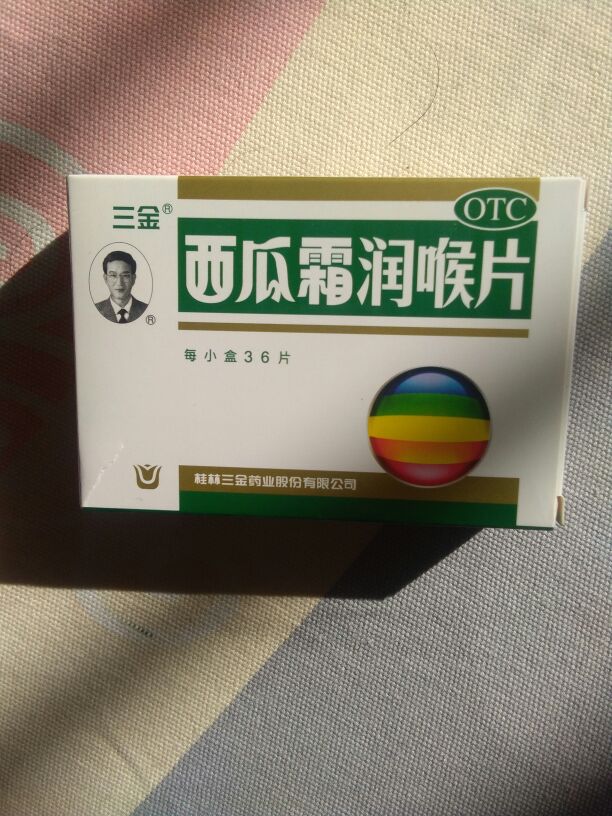 三金®
®
OTC
西瓜霜润喉片
每小盒36片
桂林三金药业股份有限公司